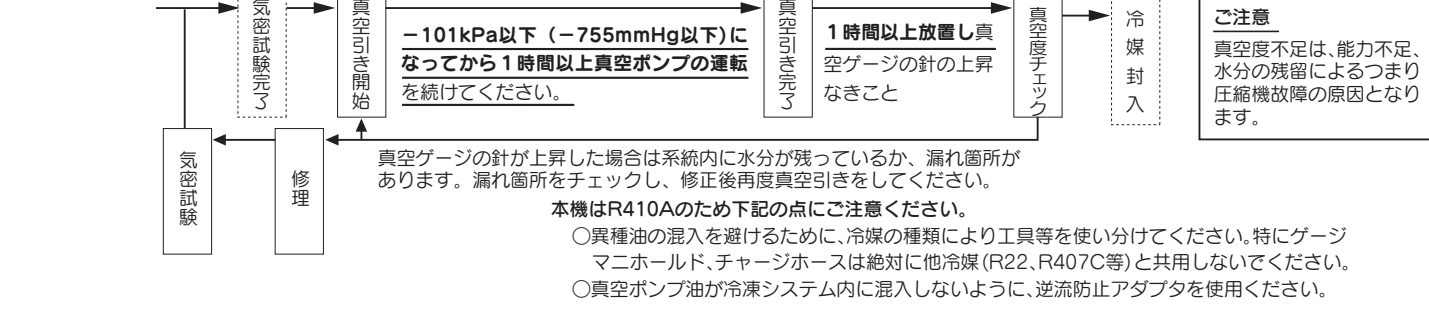 気密試験完了
真空引き開始
－101kPa以下（－755mmHg以下）に
なってから１時間以上真空ポンプの運転
を続けてください。
真空引き完了
１時間以上放置し真
空ゲージの針の上昇
なきこと
真空度チェック
冷媒封入
ご注意
真空度不足は、能力不足、
水分の残留によるつまり
圧縮機故障の原因となり
ます。
気密試験
修理
真空ゲージの針が上昇した場合は系統内に水分が残っているか、漏れ箇所が
あります。漏れ箇所をチェックし、修正後再度真空引きをしてください。
本機はR410Aのため下記の点にご注意ください。
○異種油の混入を避けるために、冷媒の種類により工具等を使い分けてください。特にゲージ
マニホールド、チャージホースは絶対に他冷媒（R22、R407C等）と共用しないでください。
○真空ポンプ油が冷凍システム内に混入しないように、逆流防止アダプタを使用ください。